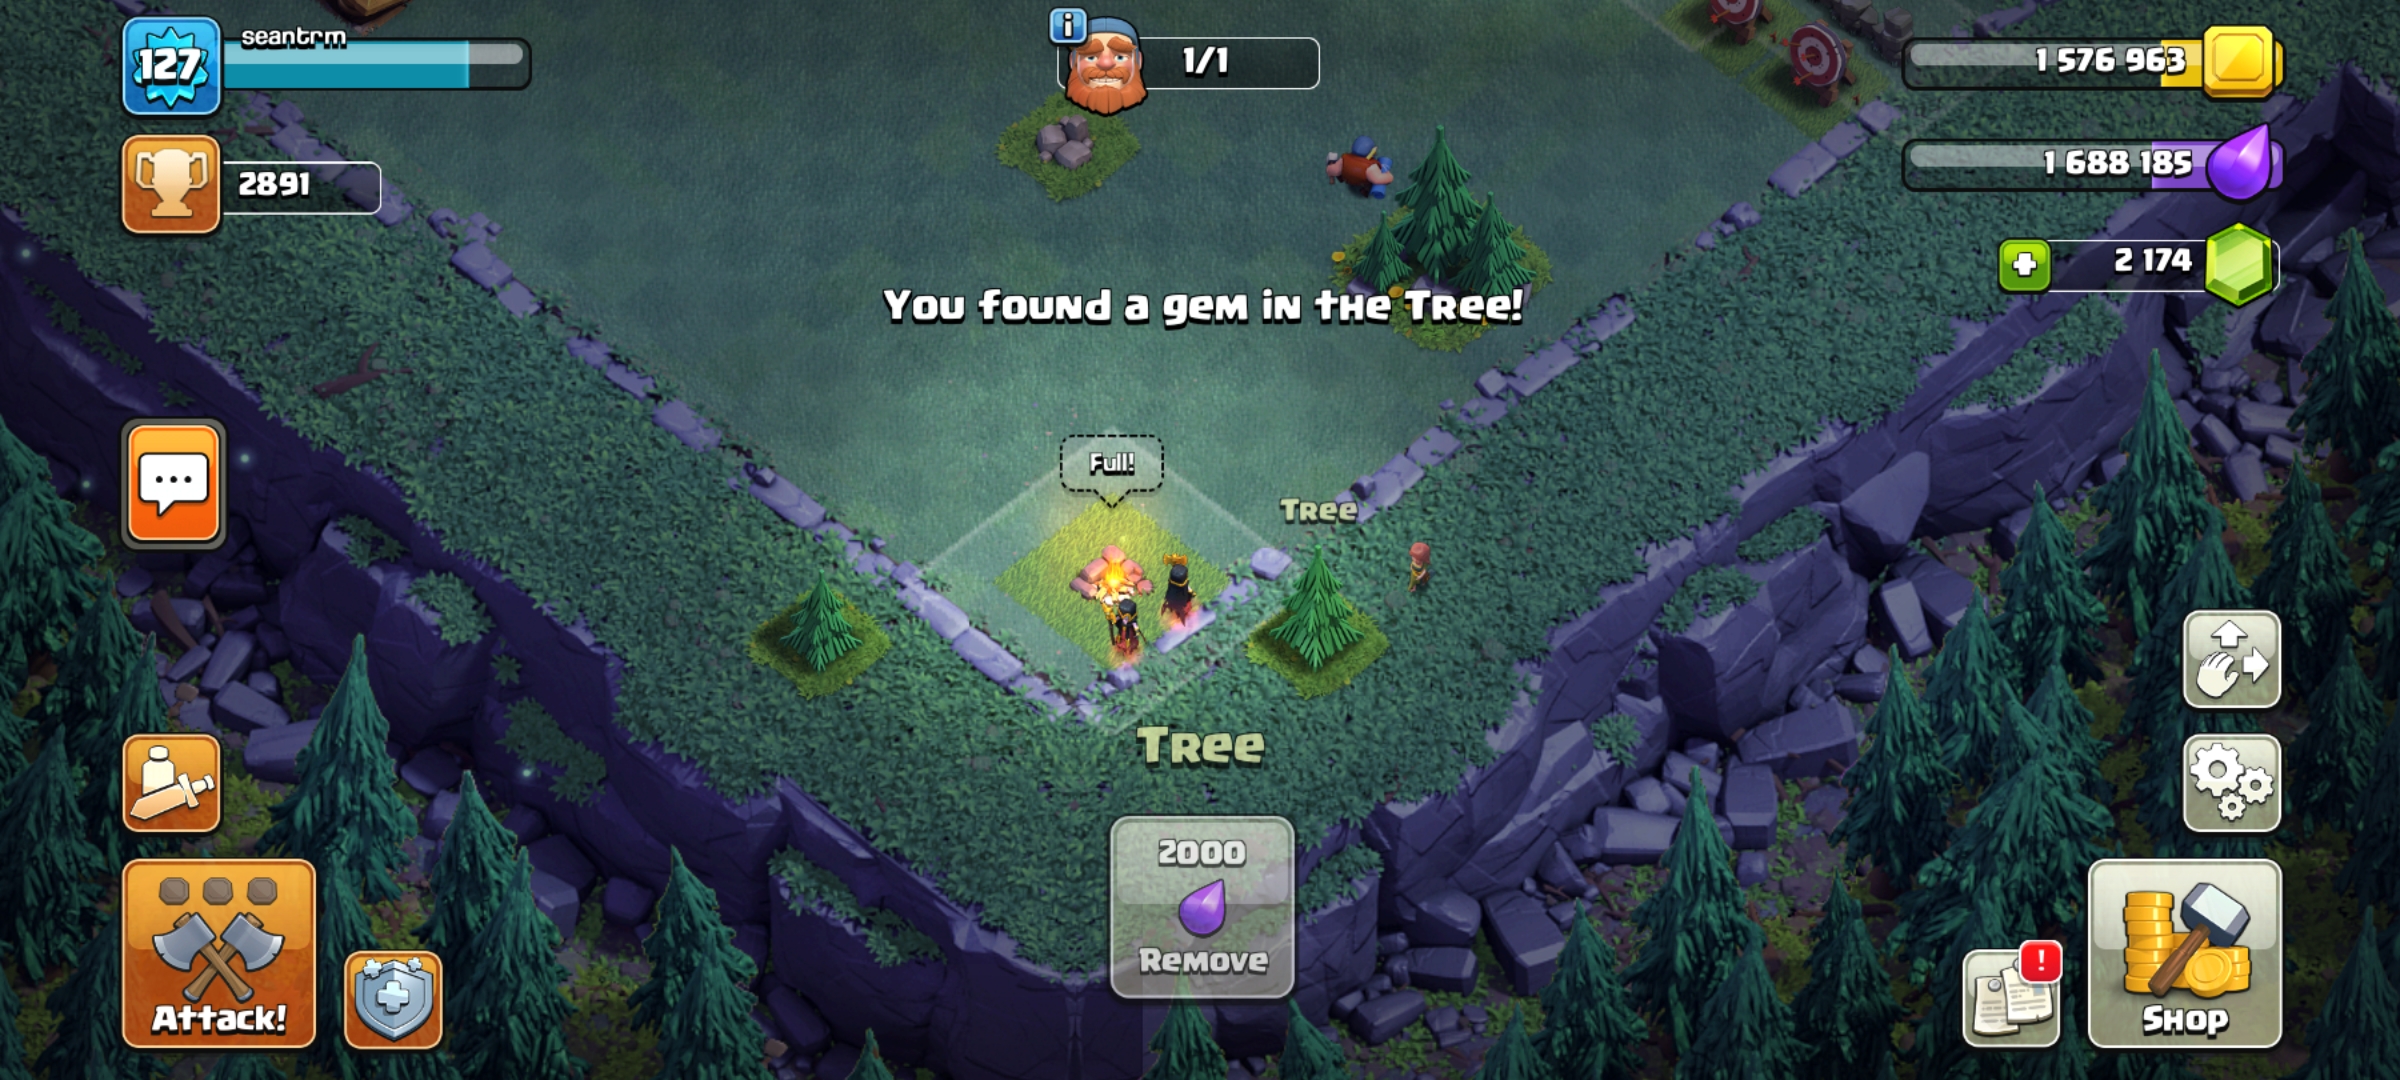 127
seantrm
1/1
1 576 963
2891
1 688 185
2 174
You found a gem in the Tree!
Full!
Tree
Tree
2000
Remove
Attack!
!
Shop